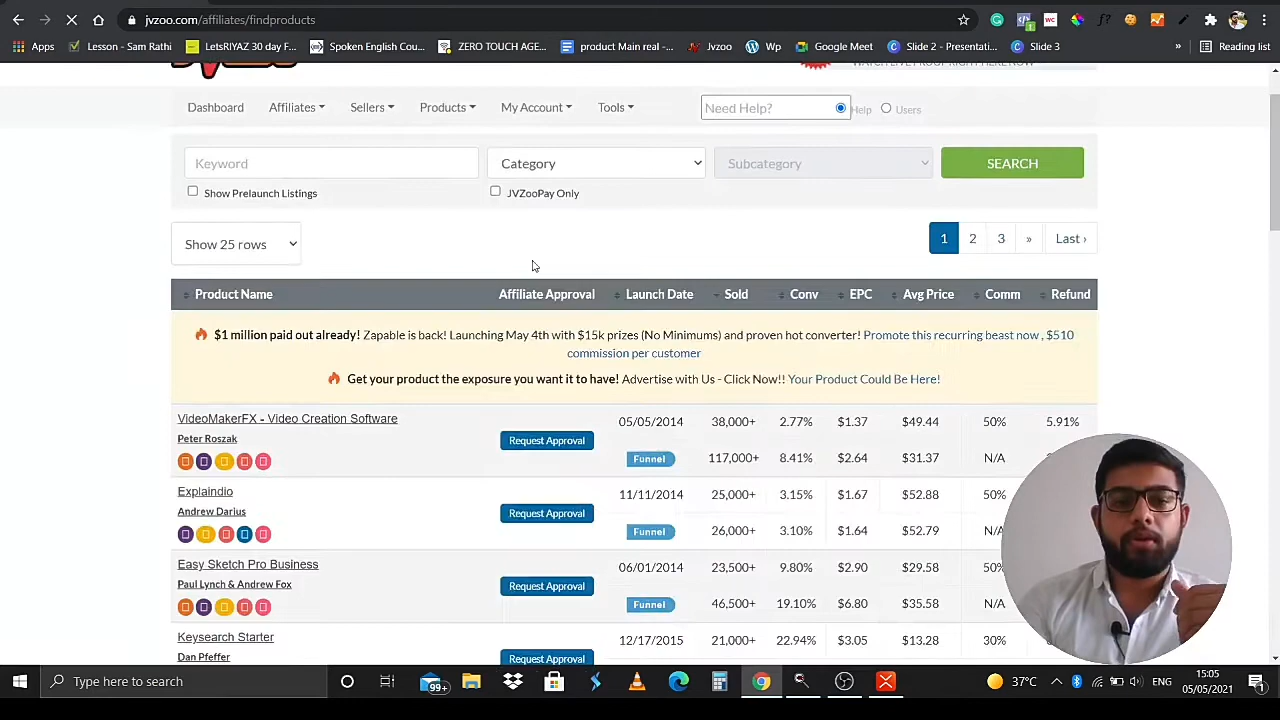 jvzoo.com/affiliates/findproducts
Apps Lesson - Sam Rathi LetsRIYAZ 30 day F... Spoken English Cou... ZERO TOUCH AGE... product Main real -... Jvzoo Wp Google Meet Slide 2 - Presentati... Slide 3 » Reading list
Dashboard Affiliates Sellers Products My Account Tools Need Help? Help Users
Keyword Category Subcategory SEARCH
Show Prelaunch Listings JVZooPay Only
Show 25 rows 1 2 3 » Last ›
Product Name Affiliate Approval Launch Date Sold Conv EPC Avg Price Comm Refund
$1 million paid out already! Zapable is back! Launching May 4th with $15k prizes (No Minimums) and proven hot converter! Promote this recurring beast now , $510
commission per customer
Get your product the exposure you want it to have! Advertise with Us - Click Now!! Your Product Could Be Here!
VideoMakerFX - Video Creation Software 05/05/2014 38,000+ 2.77% $1.37 $49.44 50% 5.91%
Peter Roszak Request Approval
Funnel 117,000+ 8.41% $2.64 $31.37 N/A
Explaindio 11/11/2014 25,000+ 3.15% $1.67 $52.88 50%
Andrew Darius Request Approval
Funnel 26,000+ 3.10% $1.64 $52.79 N/A
Easy Sketch Pro Business 06/01/2014 23,500+ 9.80% $2.90 $29.58 50%
Paul Lynch & Andrew Fox Request Approval
Funnel 46,500+ 19.10% $6.80 $35.58 N/A
Keysearch Starter 12/17/2015 21,000+ 22.94% $3.05 $13.28 30%
Dan Pfeffer Request Approval
Type here to search 99+ 37°C ENG 15:05
05/05/2021